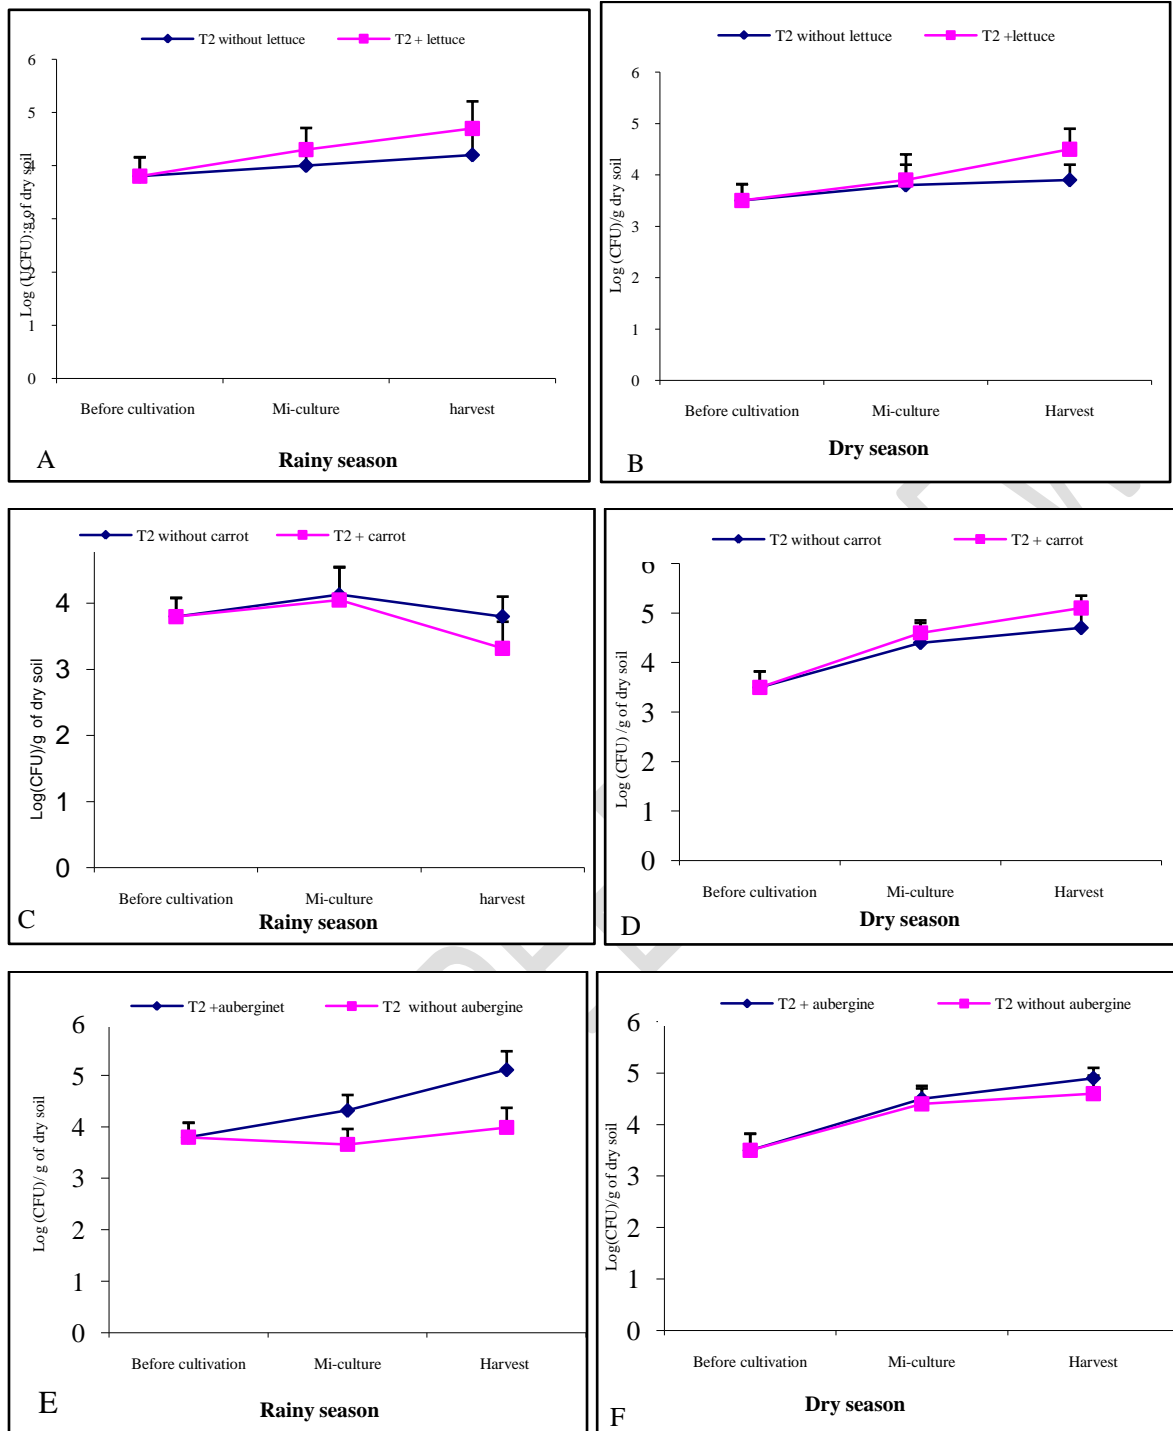 T2 without lettuce T2 + lettuce
6
5
4
3
2
1
0
Log (UCFU):g of dry soil
Before cultivation Mi-culture harvest
A Rainy season
T2 without lettuce T2 +lettuce
6
5
4
3
2
1
0
Log (CFU)/g dry soil
Before cultivation Mi-culture Harvest
B Dry season
T2 without carrot T2 + carrot
4
3
2
1
0
Log(CFU)/g of dry soil
Before cultivation Mi-culture harvest
C Rainy season
T2 without carrot T2 + carrot
6
5
4
3
2
1
0
Log (CFU) /g of dry soil
Before cultivation Mi-culture Harvest
D Dry season
T2 +auberginet T2 without aubergine
6
5
4
3
2
1
0
Log (CFU)/ g of dry soil
Before cultivation Mi-culture Harvest
E Rainy season
T2 + aubergine T2 without aubergine
6
5
4
3
2
1
0
Log(CFU)/g of dry soil
Before cultivation Mi-culture Harvest
F Dry season